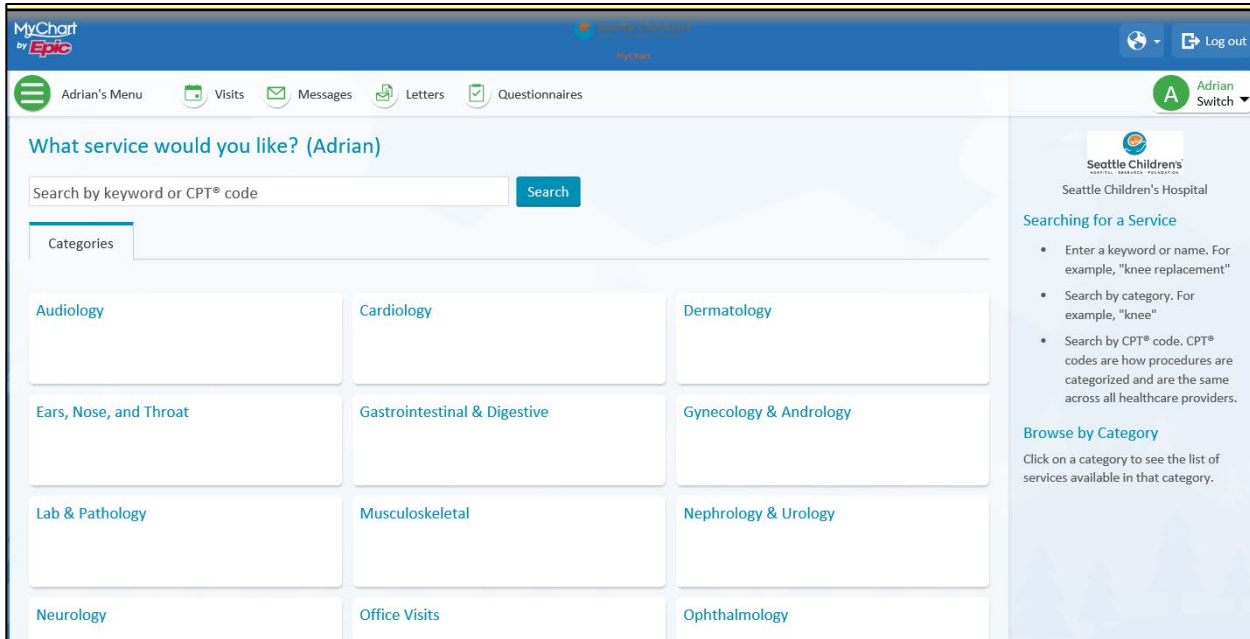 MyChart
by Epic
MyChart
Log out
Adrian's Menu
Visits
Messages
Letters
Questionnaires
A
Adrian
Switch
What service would you like? (Adrian)
Search by keyword or CPT® code
Search
Categories
Audiology
Cardiology
Dermatology
Ears, Nose, and Throat
Gastrointestinal & Digestive
Gynecology & Andrology
Lab & Pathology
Musculoskeletal
Nephrology & Urology
Neurology
Office Visits
Ophthalmology
Seattle Children's
HOSPITAL • RESEARCH • FOUNDATION
Seattle Children's Hospital
Searching for a Service
• Enter a keyword or name. For
example, "knee replacement"
• Search by category. For
example, "knee"
• Search by CPT® code. CPT®
codes are how procedures are
categorized and are the same
across all healthcare providers.
Browse by Category
Click on a category to see the list of
services available in that category.